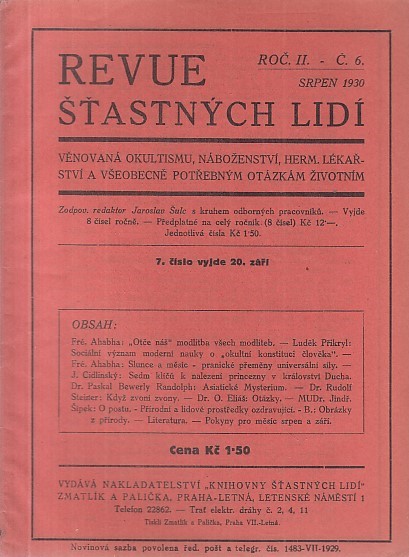 REVUE
ŠŤASTNÝCH LIDÍ
ROČ. II. - Č. 6.
SRPEN 1930
VĚNOVANÁ OKULTISMU, NÁBOŽENSTVÍ, HERM. LÉKAŘ-
STVÍ A VŠEOBECNĚ POTŘEBNÝM OTÁZKÁM ŽIVOTNÍM
Zodpov. redaktor Jaroslav Šulc s kruhem odborných pracovníků. — Vyjde
8 čísel ročně. — Předplatné na celý ročník (8 čísel) Kč 12·—.
Jednotlivá čísla Kč 1·50.
7. číslo vyjde 20. září
OBSAH:
Fré. Ahabha: „Otče náš" modlitba všech modliteb. — Luděk Přikryl:
Sociální význam moderní nauky o „okultní konstituci člověka". —
Fré. Ahabha: Slunce a měsíc - pranické přeměny universální síly. —
J. Cidlinský: Sedm klíčů k nalezení princezny v království Ducha.
Dr. Paskal Bewerly Randolph: Asiatické Mysterium. — Dr. Rudolf
Steiner: Když zvoní zvony. — Dr. O. Eliáš: Otázky. — MUDr. Jindř.
Šípek: O postu. - Přírodní a lidové prostředky ozdravující. - B.: Obrázky
z přírody. — Literatura. — Pokyny pro měsíc srpen a září.
Cena Kč 1·50
VYDÁVÁ NAKLADATELSTVÍ „KNIHOVNY ŠŤASTNÝCH LIDÍ"
ZMATLÍK A PALIČKA, PRAHA-LETNÁ, LETENSKÉ NÁMĚSTÍ 1
Telefon 22862. — Trať elektr. dráhy č. 2, 4, 11
Tiskli Zmatlík a Palička, Praha VII.-Letná.
Novinová sazba povolena řed. pošt a telegr. čís. 1483-VII-1929.